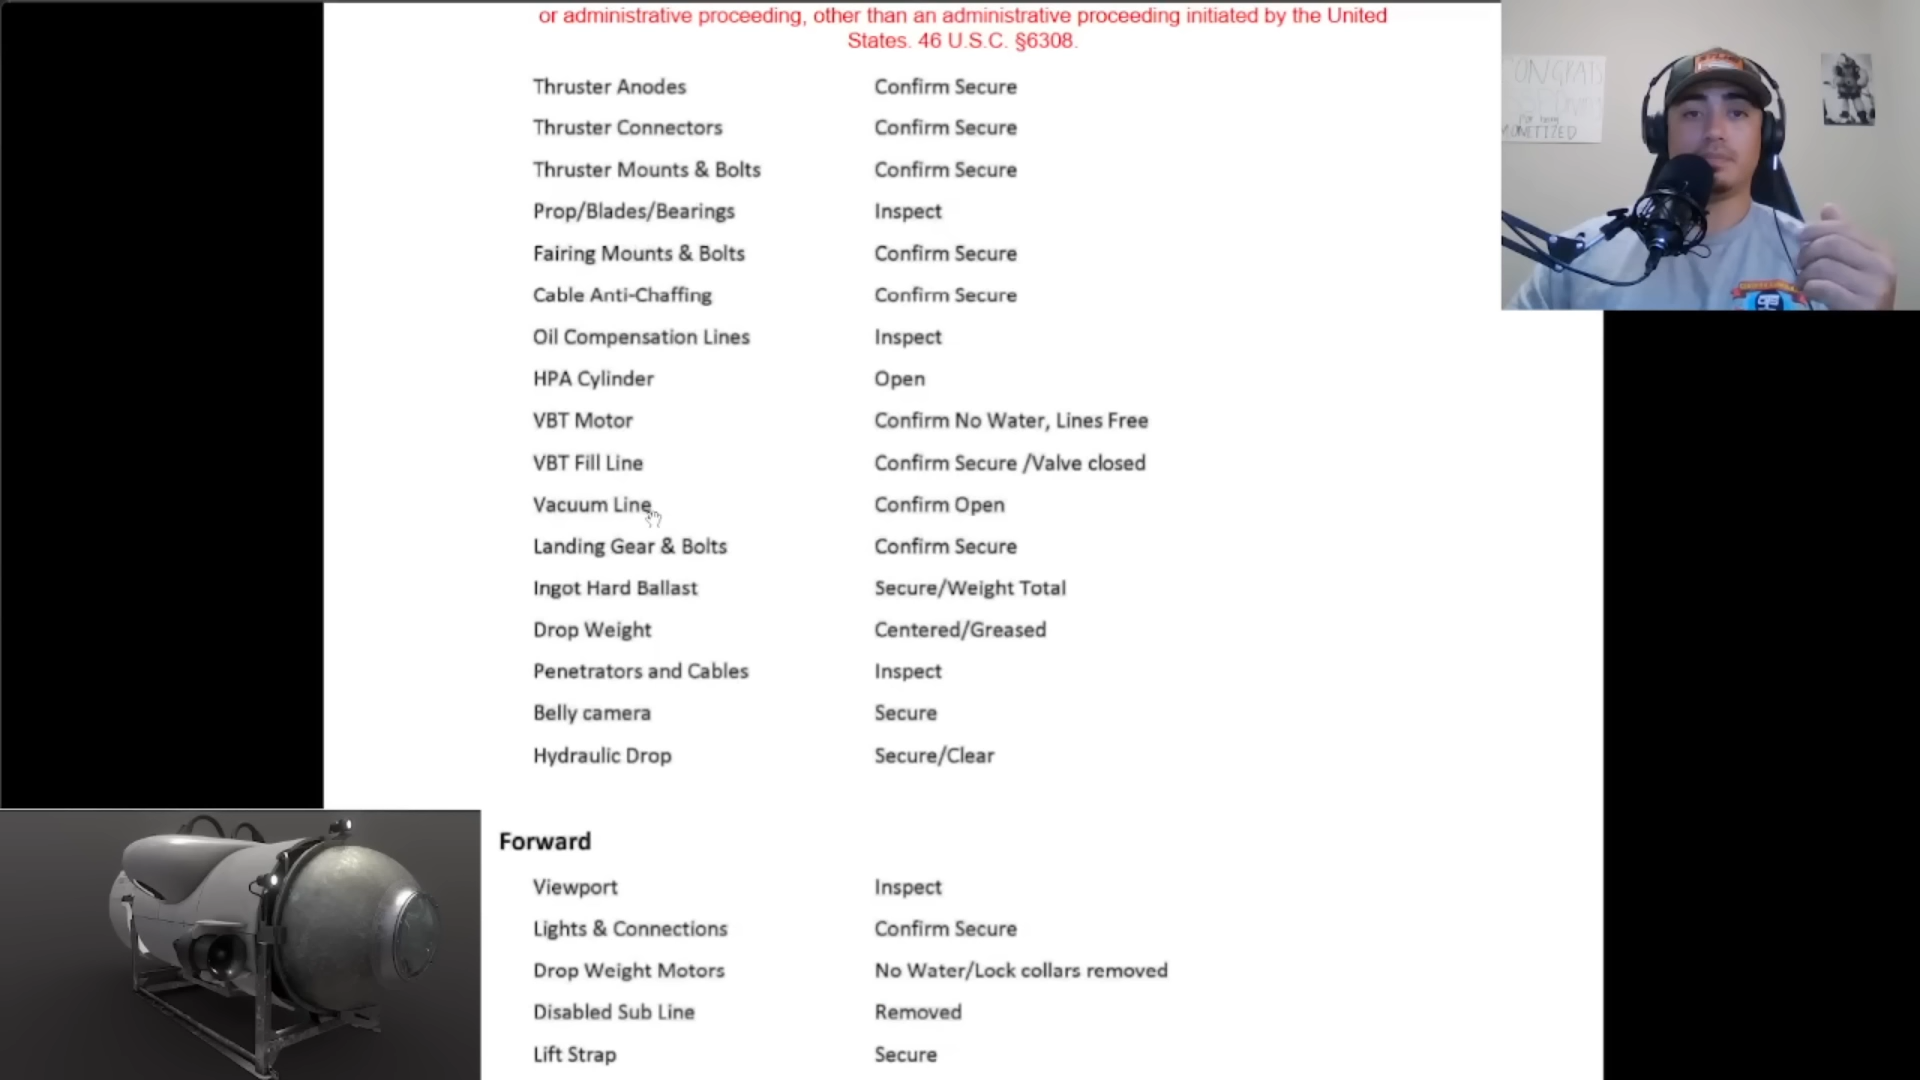 or administrative proceeding, other than an administrative proceeding initiated by the United
States. 46 U.S.C. §6308.
Thruster Anodes Confirm Secure
Thruster Connectors Confirm Secure
Thruster Mounts & Bolts Confirm Secure
Prop/Blades/Bearings Inspect
Fairing Mounts & Bolts Confirm Secure
Cable Anti-Chaffing Confirm Secure
Oil Compensation Lines Inspect
HPA Cylinder Open
VBT Motor Confirm No Water, Lines Free
VBT Fill Line Confirm Secure /Valve closed
Vacuum Line Confirm Open
Landing Gear & Bolts Confirm Secure
Ingot Hard Ballast Secure/Weight Total
Drop Weight Centered/Greased
Penetrators and Cables Inspect
Belly camera Secure
Hydraulic Drop Secure/Clear
Forward
Viewport Inspect
Lights & Connections Confirm Secure
Drop Weight Motors No Water/Lock collars removed
Disabled Sub Line Removed
Lift Strap Secure
CONGRATS
MONETIZED